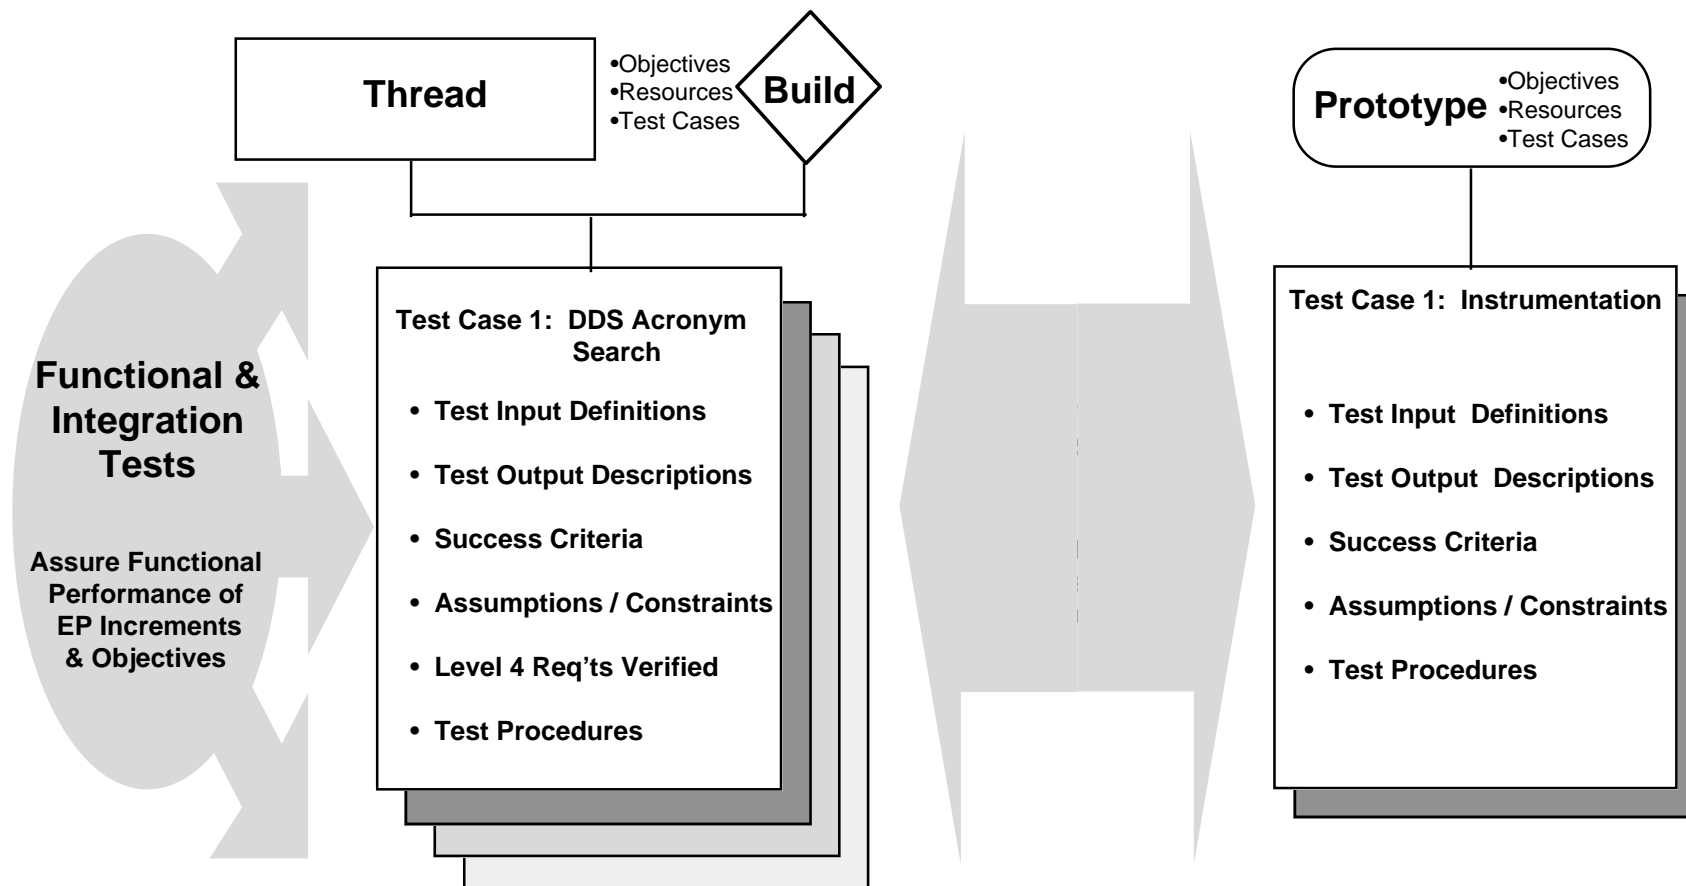 Thread
•Objectives
•Resources
•Test Cases
Build
Prototype
•Objectives
•Resources
•Test Cases
Functional &
Integration
Tests
Assure Functional
Performance of
EP Increments
& Objectives
Test Case 1:  DDS Acronym
Search
• Test Input Definitions
• Test Output Descriptions
• Success Criteria
• Assumptions / Constraints
• Level 4 Req’ts Verified
• Test Procedures
Test Case 1:  Instrumentation
• Test Input  Definitions
• Test Output  Descriptions
• Success Criteria
• Assumptions / Constraints
• Test Procedures